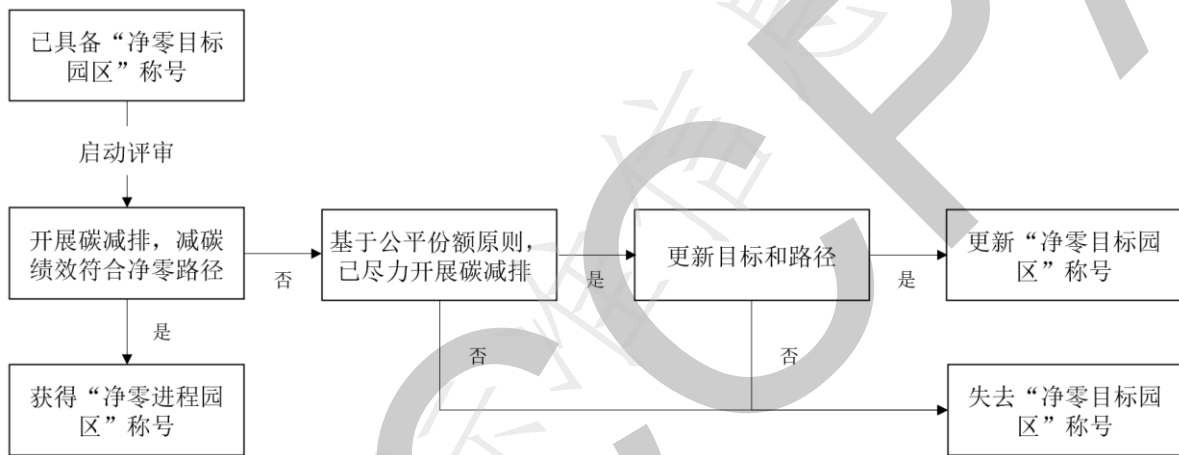 已具备“净零目标
园区”称号
启动评审
开展碳减排，减碳
绩效符合净零路径
否
基于公平份额原则，
已尽力开展碳减排
是
更新目标和路径
是
更新“净零目标园
区”称号
是
否
否
获得“净零进程园
区”称号
失去“净零目标园
区”称号